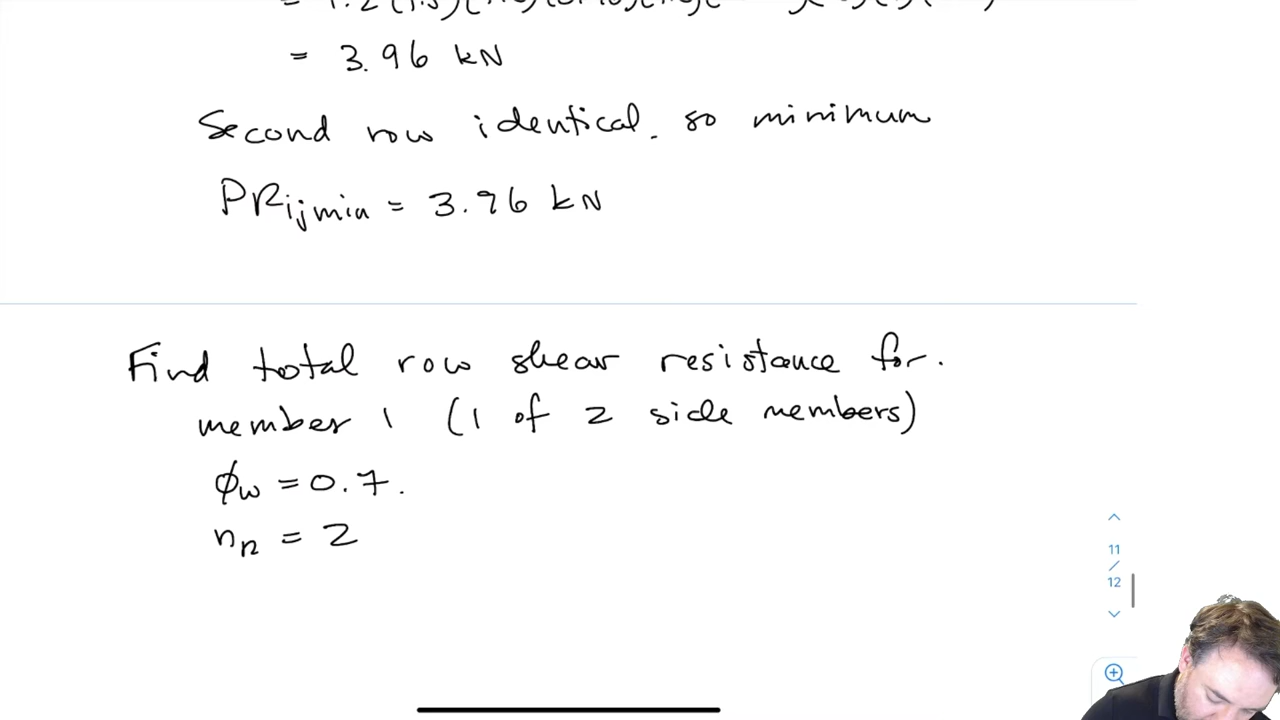 = 3.96 kN
Second row identical. so minimum
PRijmin = 3.96 kN
Find total row shear resistance for.
member 1 (1 of 2 side members)
ϕw = 0.7.
nR = 2
11
/
12